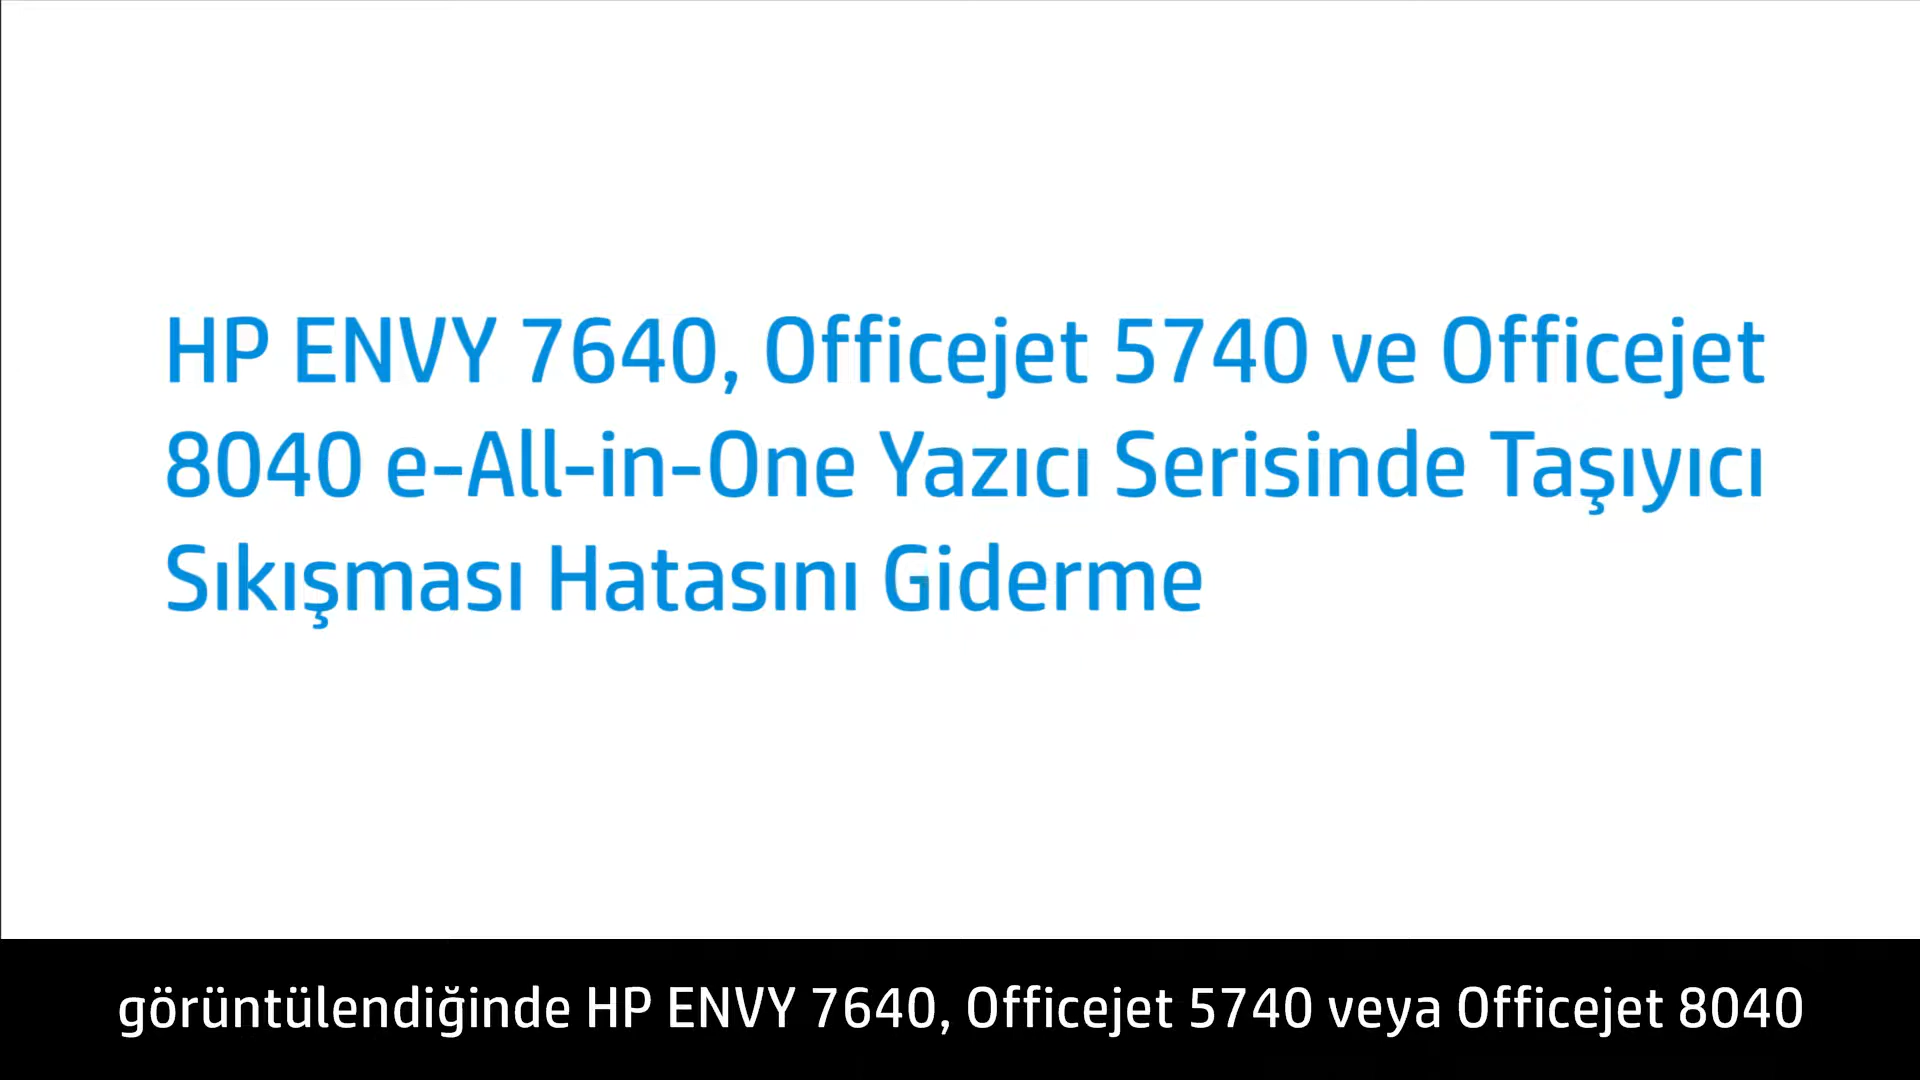 HP ENVY 7640, Officejet 5740 ve Officejet
8040 e-All-in-One Yazıcı Serisinde Taşıyıcı
Sıkışması Hatasını Giderme
görüntülendiğinde HP ENVY 7640, Officejet 5740 veya Officejet 8040